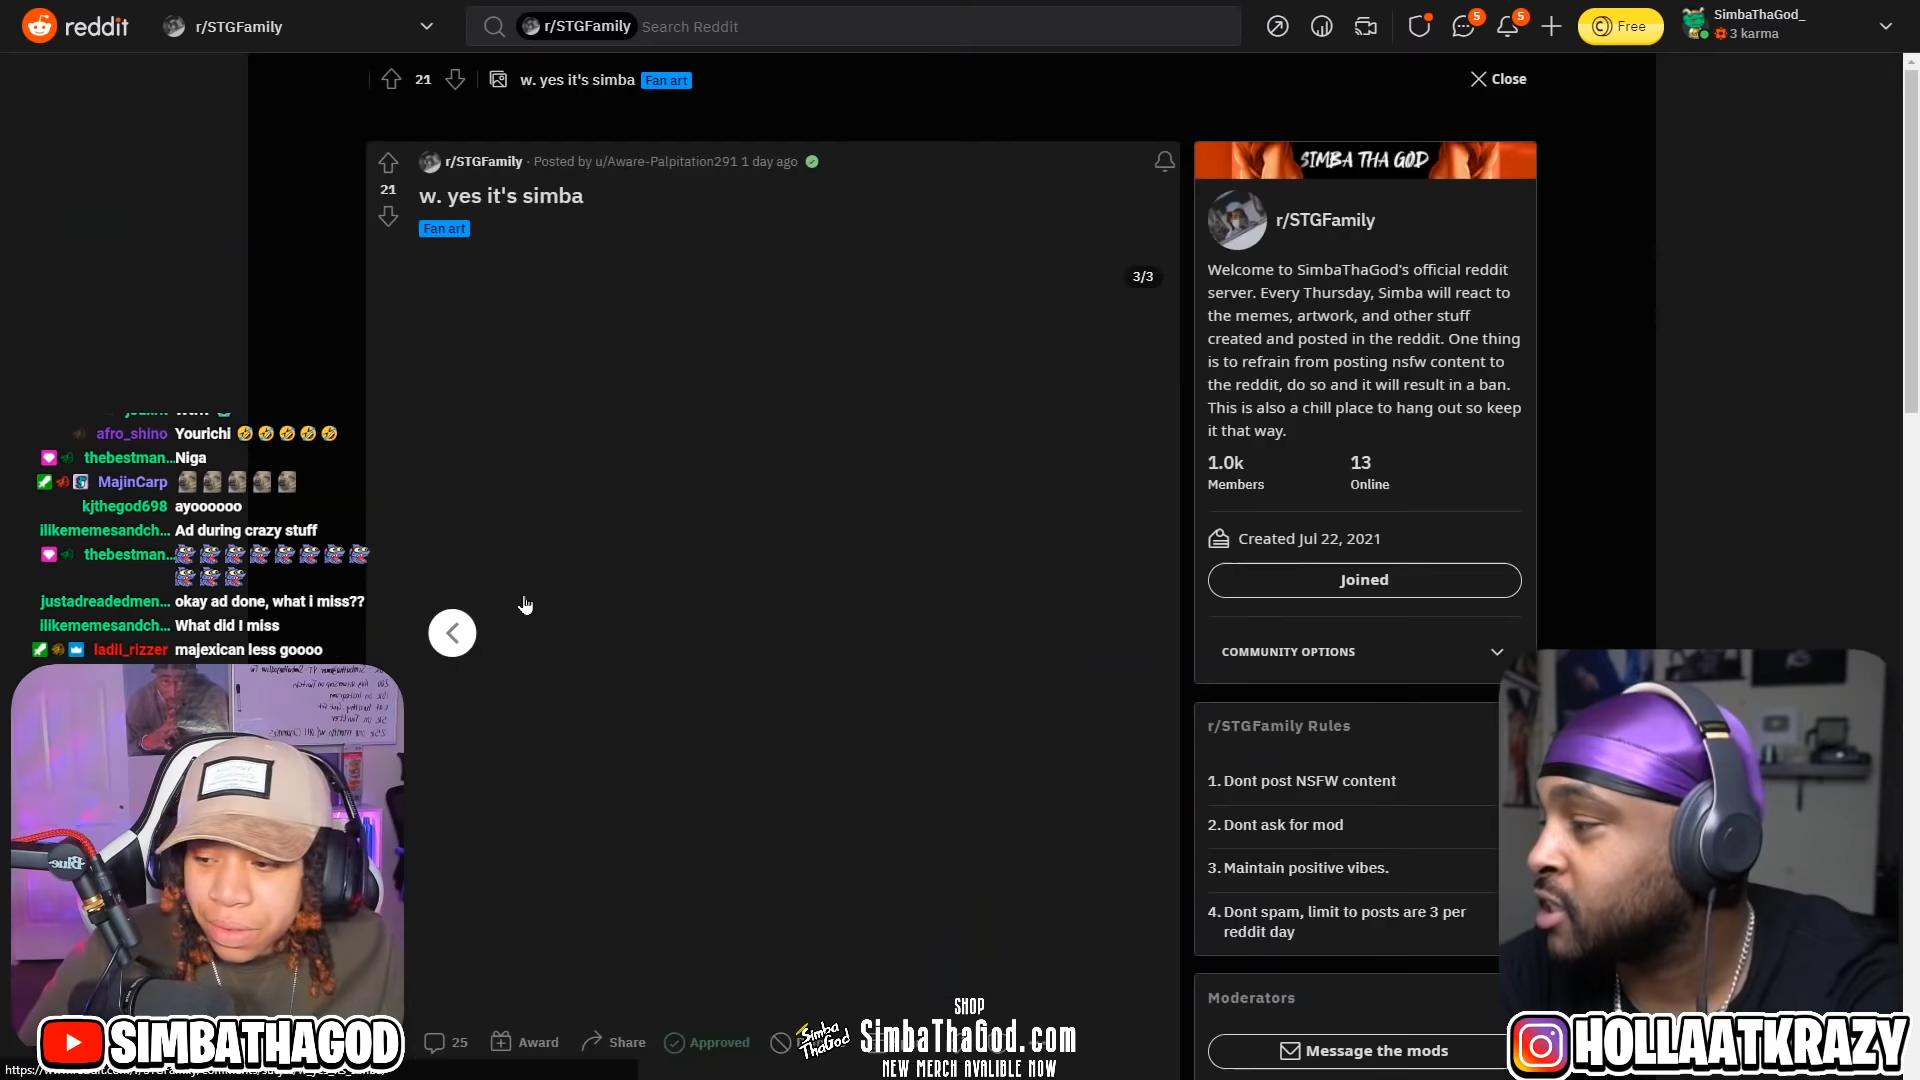 reddit
r/STGFamily
r/STGFamily Search Reddit
5
5
Free
SimbaThaGod_
3 karma
21
w. yes it's simba
Fan art
Close
r/STGFamily · Posted by u/Aware-Palpitation291 1 day ago
21
w. yes it's simba
Fan art
3/3
SIMBA THA GOD
r/STGFamily
Welcome to SimbaThaGod's official reddit
server. Every Thursday, Simba will react to
the memes, artwork, and other stuff
created and posted in the reddit. One thing
is to refrain from posting nsfw content to
the reddit, do so and it will result in a ban.
This is also a chill place to hang out so keep
it that way.
1.0k
Members
13
Online
Created Jul 22, 2021
Joined
COMMUNITY OPTIONS
r/STGFamily Rules
1. Dont post NSFW content
2. Dont ask for mod
3. Maintain positive vibes.
4. Dont spam, limit to posts are 3 per
reddit day
Moderators
Message the mods
afro_shino Yourichi 🤣🤣🤣🤣🤣
thebestman... Niga
MajinCarp
kjthegod698 ayoooooo
ilikememesandch... Ad during crazy stuff
thebestman...
justadreadedmen... okay ad done, what i miss??
ilikememesandch... What did I miss
ladii_rizzer majexican less goooo
Blue
25
Award
Share
Approved
Simba ThaGod
SHOP
SimbaThaGod.com
NEW MERCH AVALIBLE NOW
SIMBATHAGOD
HOLLAATKRAZY